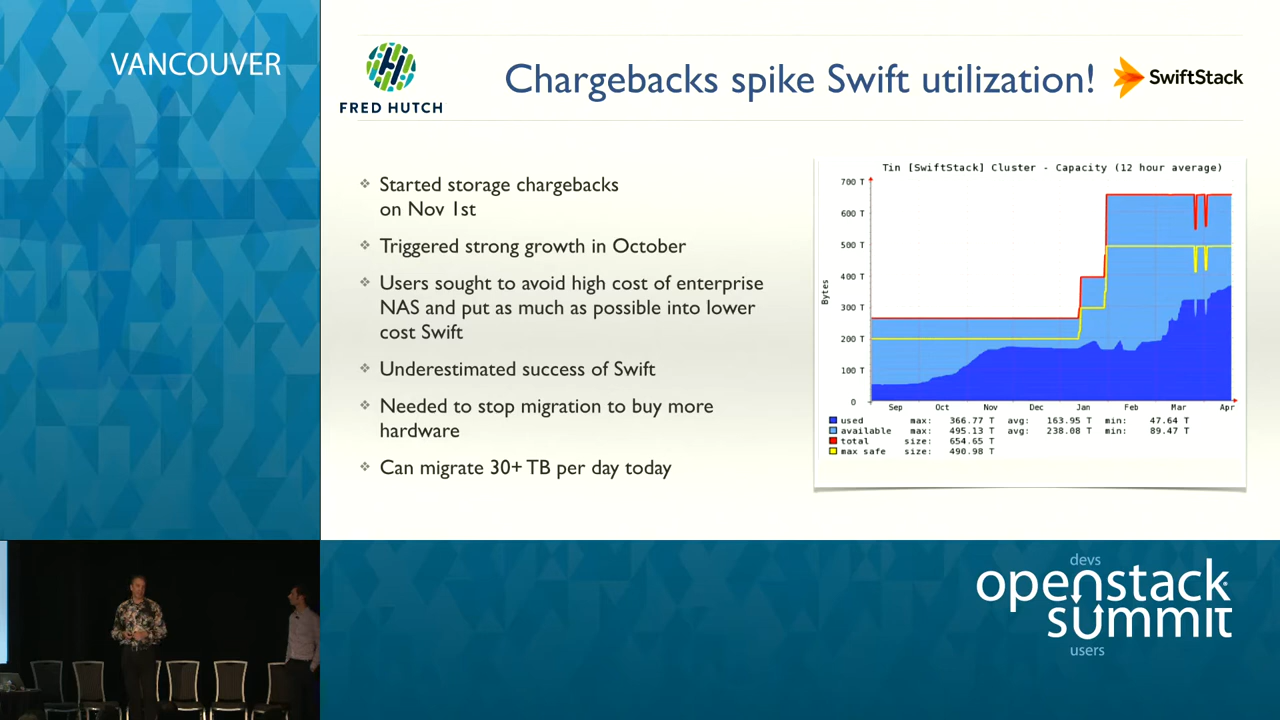 VANCOUVER
FRED HUTCH
Chargebacks spike Swift utilization!
SwiftStack
Started storage chargebacks
on Nov 1st
Triggered strong growth in October
Users sought to avoid high cost of enterprise
NAS and put as much as possible into lower
cost Swift
Underestimated success of Swift
Needed to stop migration to buy more
hardware
Can migrate 30+ TB per day today
Tin [SwiftStack] Cluster - Capacity (12 hour average)
700 T
600 T
500 T
400 T
300 T
200 T
100 T
0
Bytes
Sep Oct Nov Dec Jan Feb Mar Apr
used max: 366.77 T avg: 163.95 T min: 47.64 T
available max: 495.13 T avg: 238.08 T min: 89.47 T
total size: 654.65 T
max safe size: 490.98 T
devs
openstack
summit
users